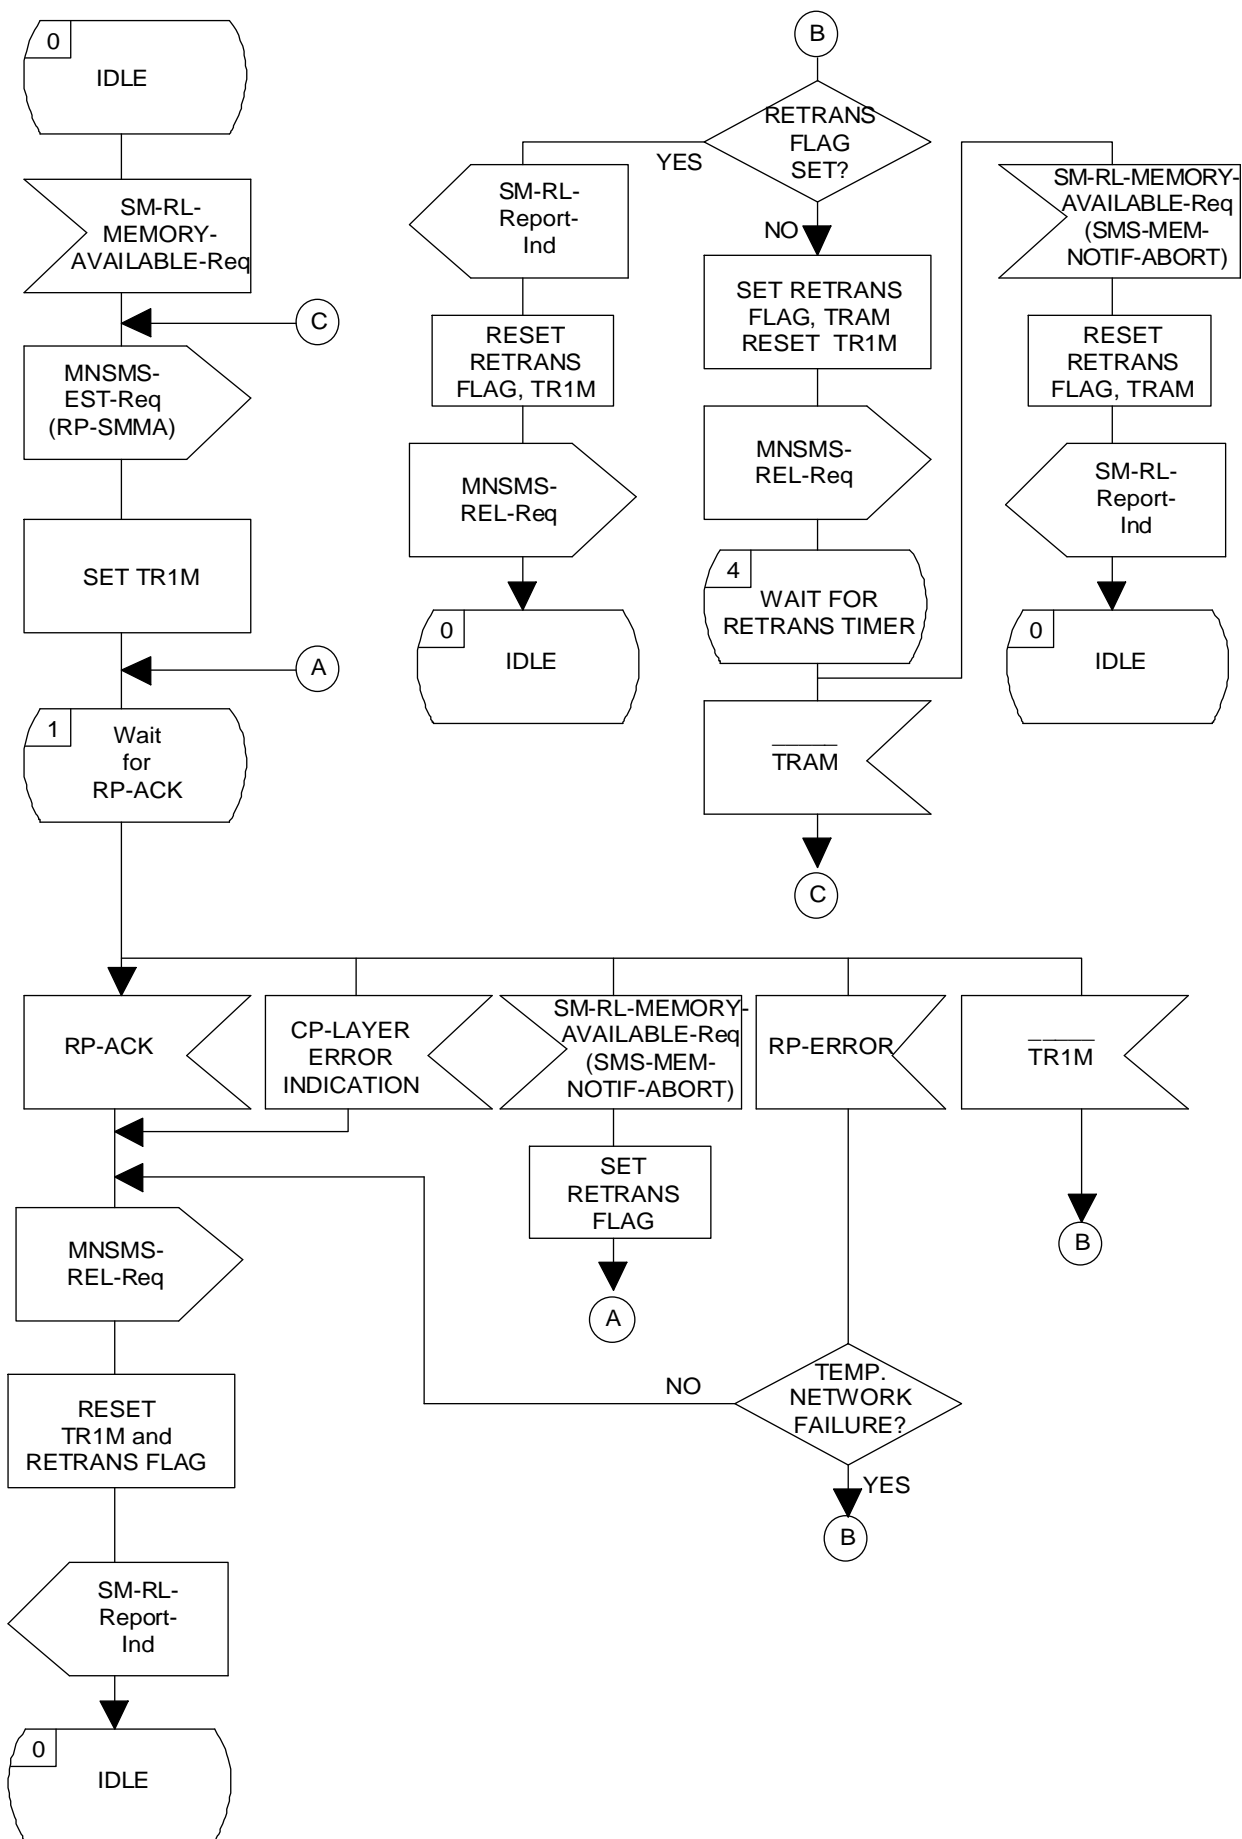 0
IDLE
SM-RL-
MEMORY-
AVAILABLE-Req
C
MNSMS-
EST-Req
(RP-SMMA)
SET TR1M
A
1
Wait
for
RP-ACK
B
RETRANS
FLAG
SET?
YES
NO
SM-RL-
Report-
Ind
RESET
RETRANS
FLAG, TR1M
MNSMS-
REL-Req
0
IDLE
SET RETRANS
FLAG, TRAM
RESET TR1M
MNSMS-
REL-Req
4
WAIT FOR
RETRANS TIMER
TRAM
C
SM-RL-MEMORY-
AVAILABLE-Req
(SMS-MEM-
NOTIF-ABORT)
RESET
RETRANS
FLAG, TRAM
SM-RL-
Report-
Ind
0
IDLE
RP-ACK
CP-LAYER
ERROR
INDICATION
SM-RL-MEMORY-
AVAILABLE-Req
(SMS-MEM-
NOTIF-ABORT)
RP-ERROR
TR1M
SET
RETRANS
FLAG
A
B
MNSMS-
REL-Req
TEMP.
NETWORK
FAILURE?
NO
YES
B
RESET
TR1M and
RETRANS FLAG
SM-RL-
Report-
Ind
0
IDLE